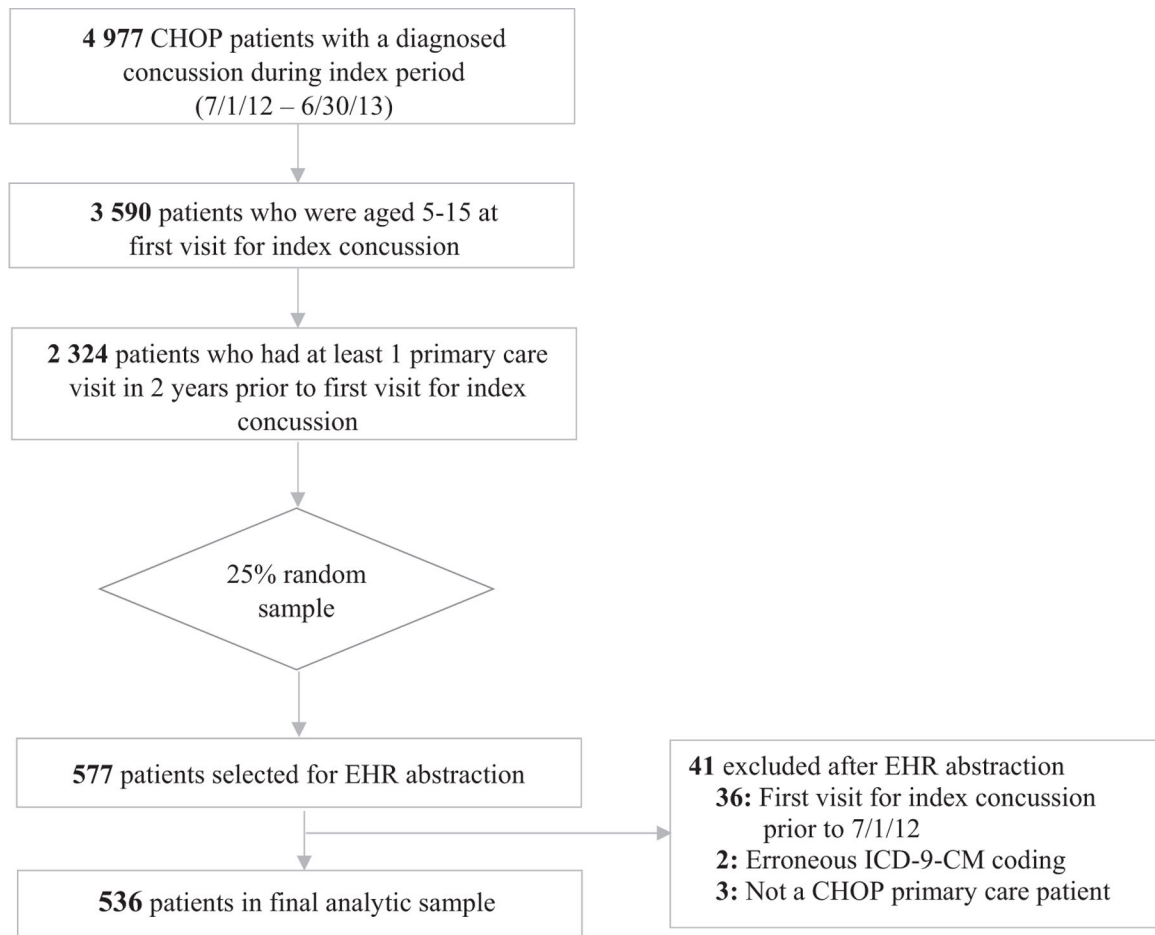 4 977 CHOP patients with a diagnosed
concussion during index period
(7/1/12 – 6/30/13)
3 590 patients who were aged 5-15 at
first visit for index concussion
2 324 patients who had at least 1 primary care
visit in 2 years prior to first visit for index
concussion
25% random
sample
577 patients selected for EHR abstraction
41 excluded after EHR abstraction
36: First visit for index concussion
prior to 7/1/12
2: Erroneous ICD-9-CM coding
3: Not a CHOP primary care patient
536 patients in final analytic sample